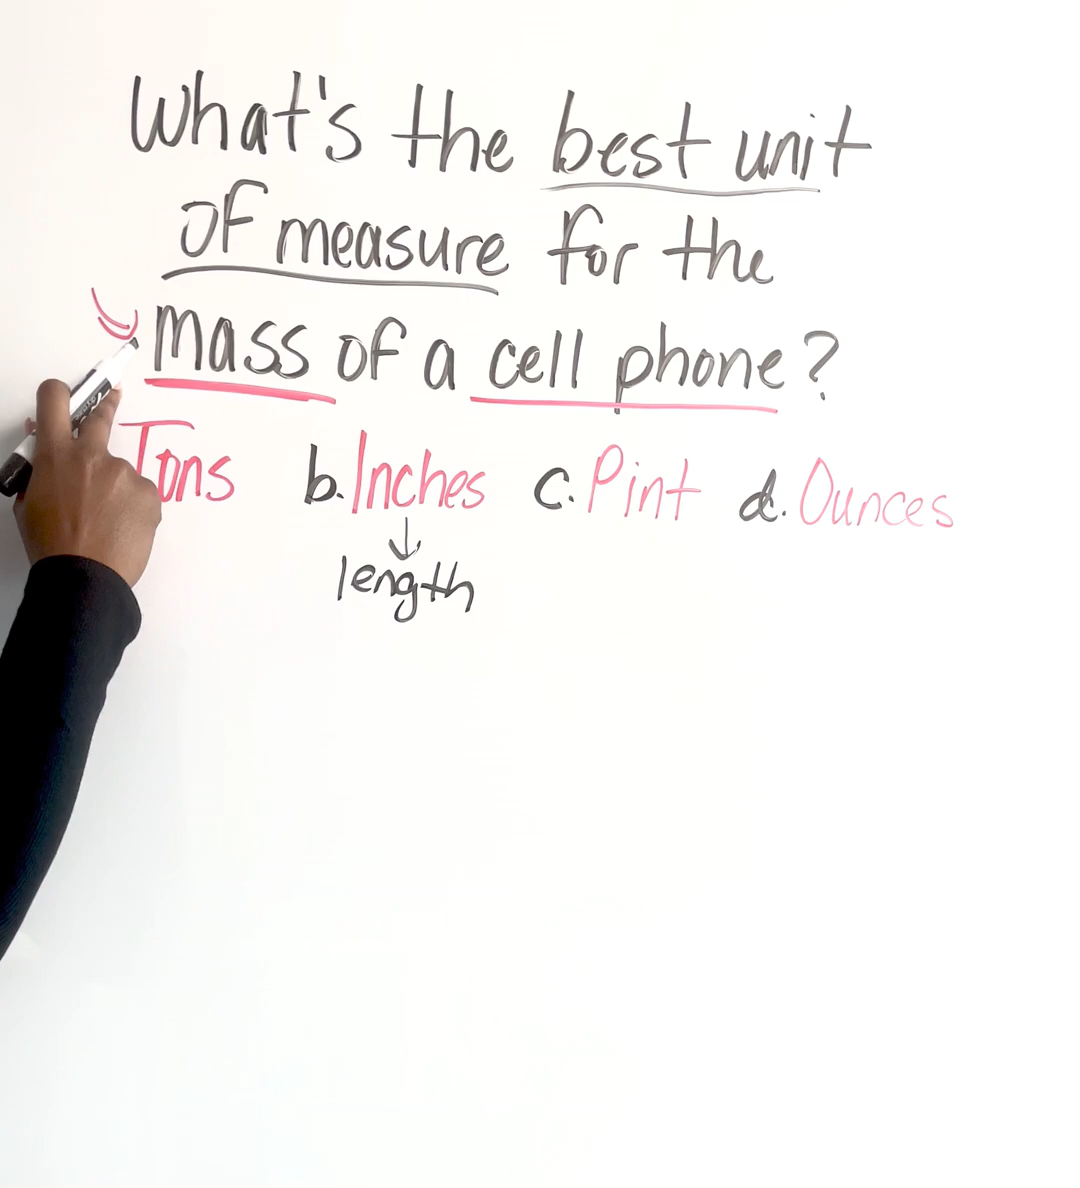 What's the best unit
of measure for the
mass of a cell phone?
Tons b. Inches c. Pint d. Ounces
length